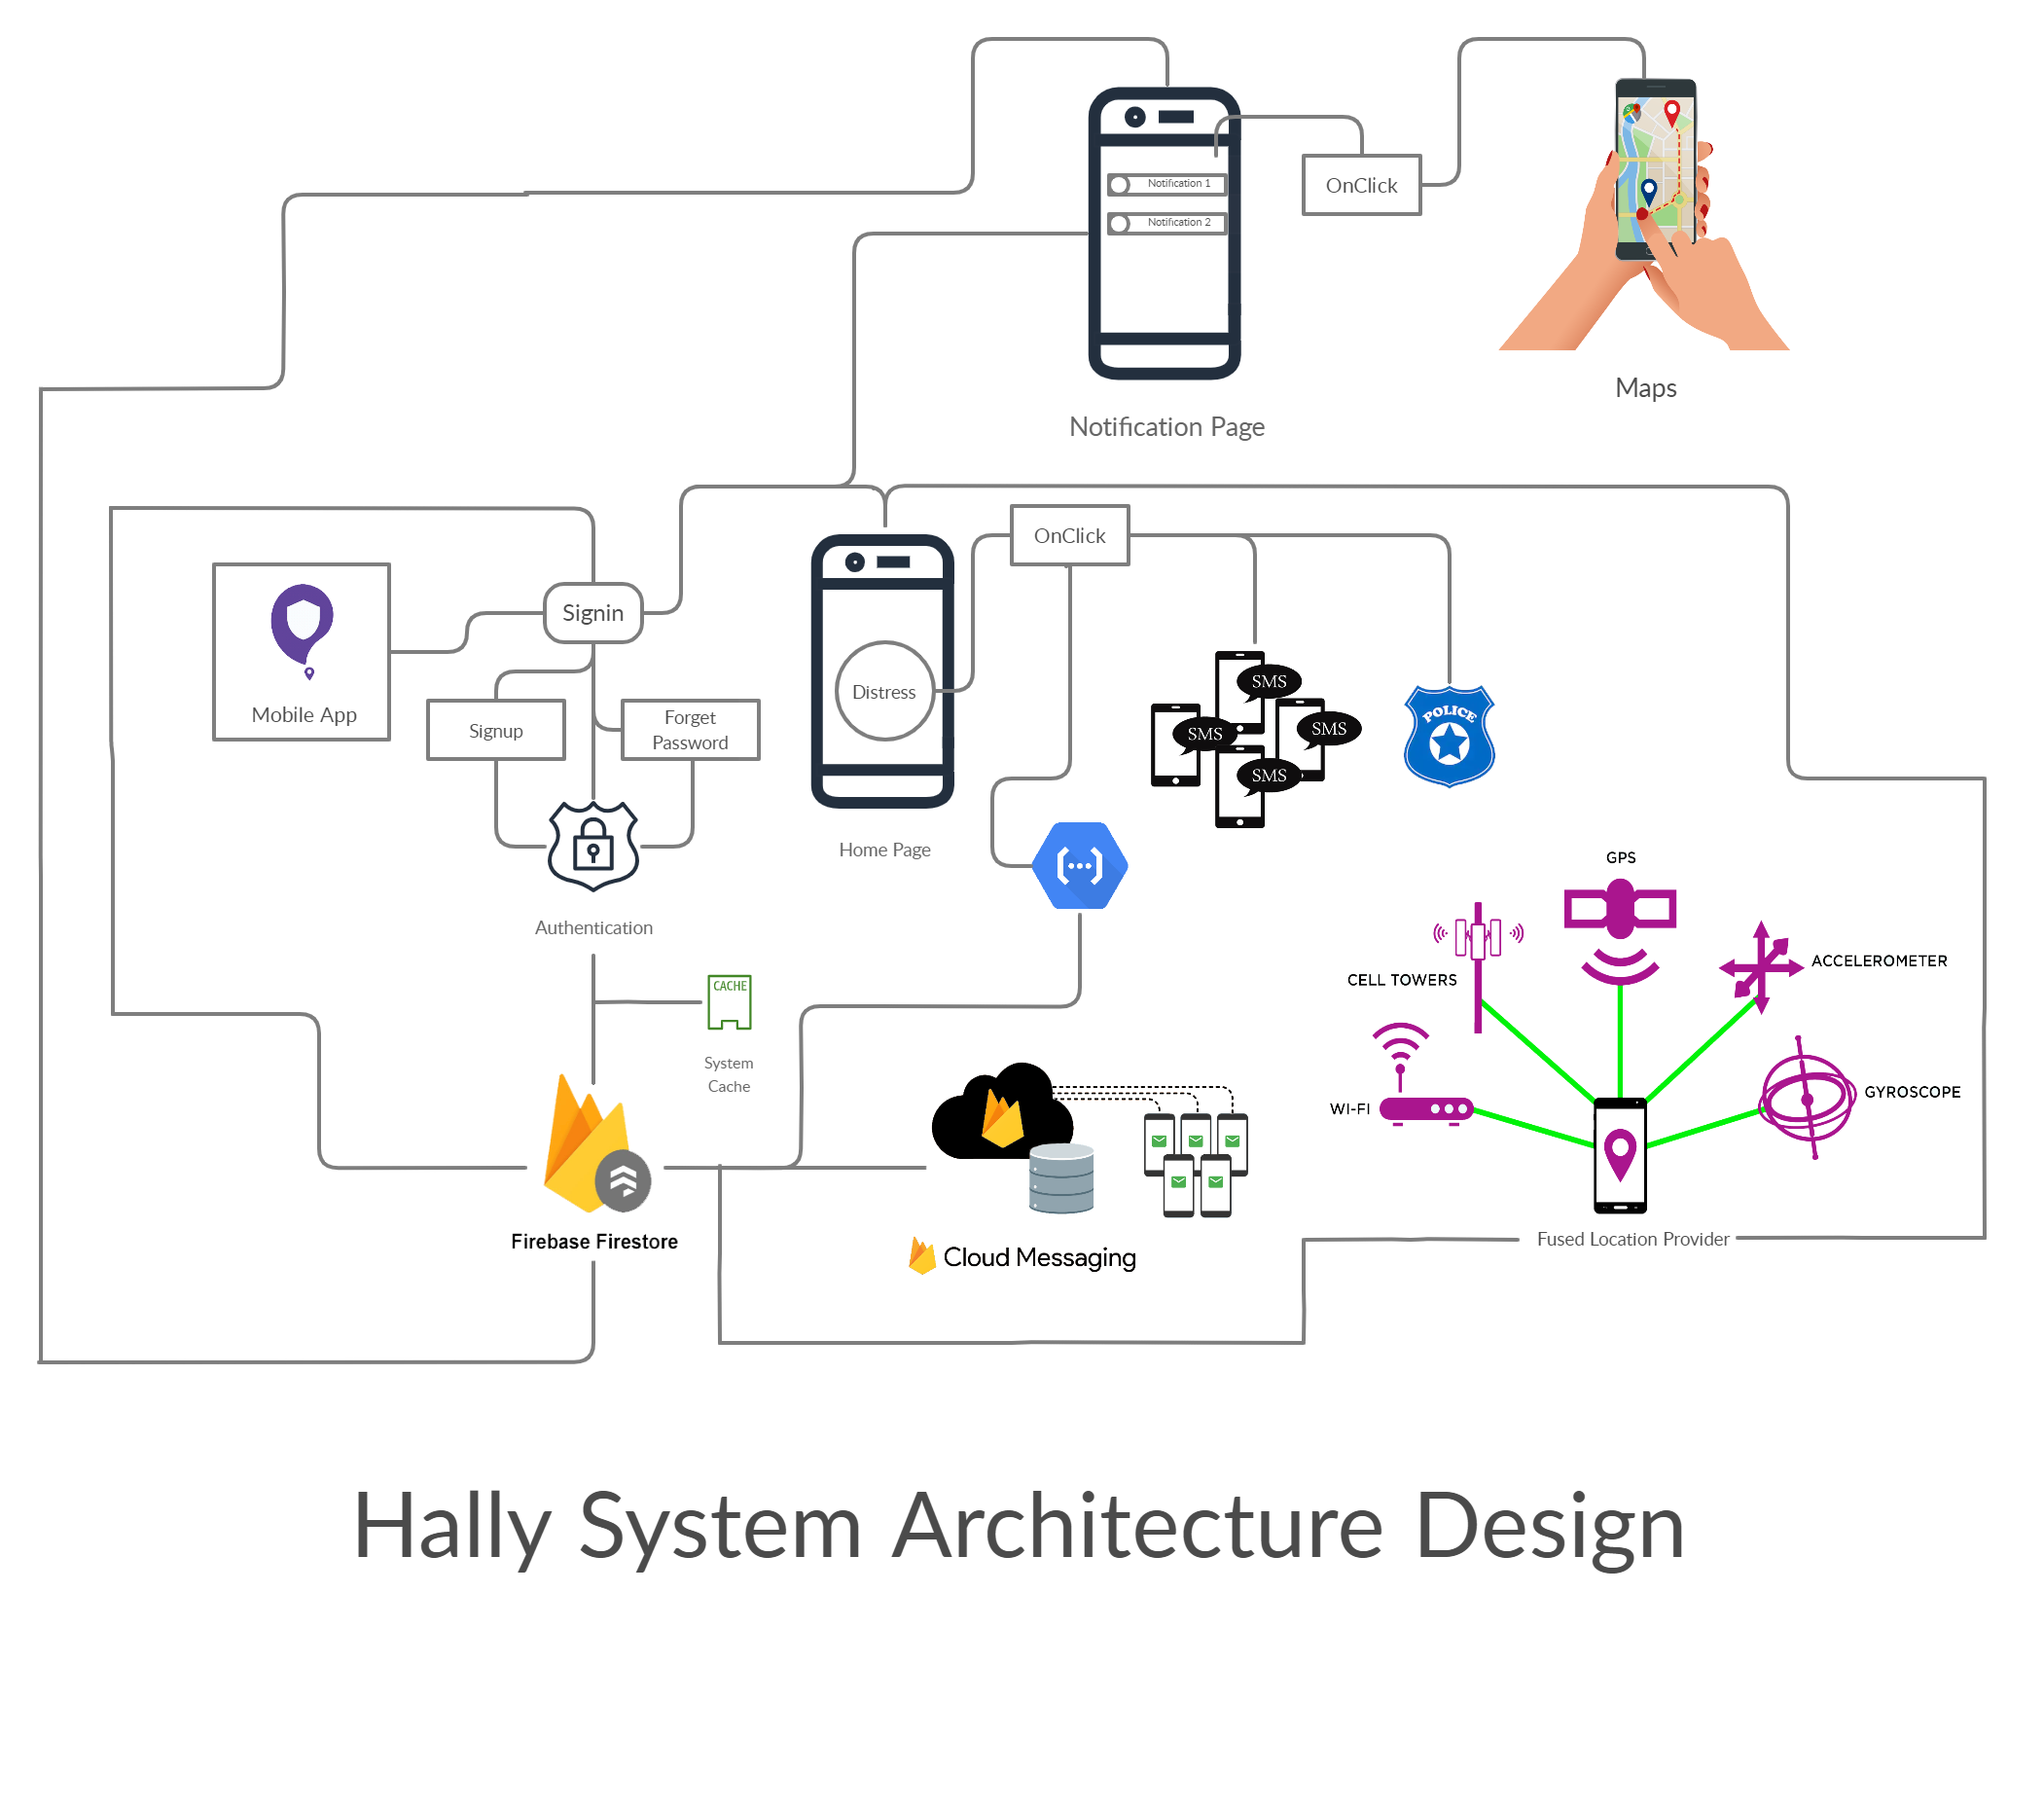 Notification 1
Notification 2
OnClick
Maps
Notification Page
OnClick
Signin
Mobile App
Signup
Forget
Password
Distress
SMS
SMS
SMS
SMS
POLICE
Home Page
Authentication
GPS
CELL TOWERS
ACCELEROMETER
CACHE
System
Cache
WI-FI
GYROSCOPE
Firebase Firestore
Cloud Messaging
Fused Location Provider
Hally System Architecture Design